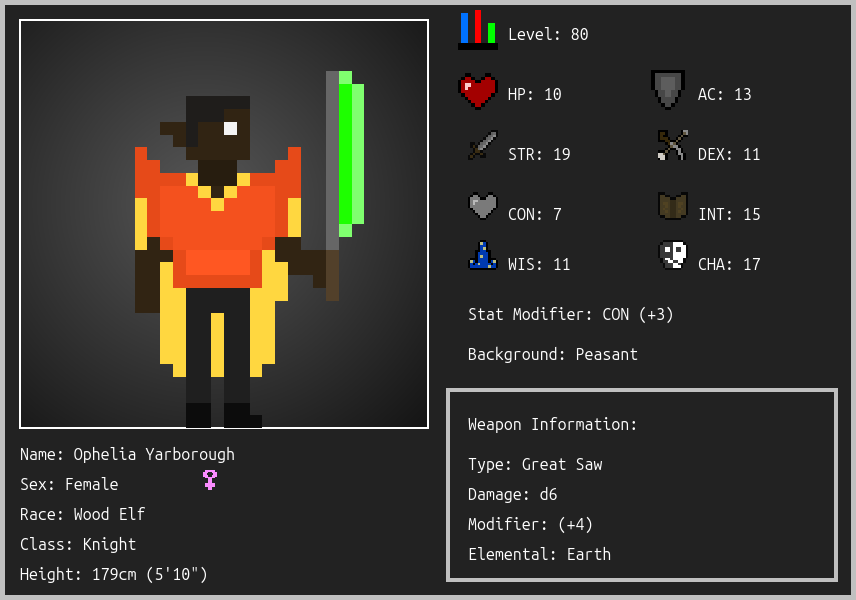 Level: 80
HP: 10
AC: 13
STR: 19
DEX: 11
CON: 7
INT: 15
WIS: 11
CHA: 17
Stat Modifier: CON (+3)
Background: Peasant
Weapon Information:
Type: Great Saw
Damage: d6
Modifier: (+4)
Elemental: Earth
Name: Ophelia Yarborough
Sex: Female
Race: Wood Elf
Class: Knight
Height: 179cm (5'10")